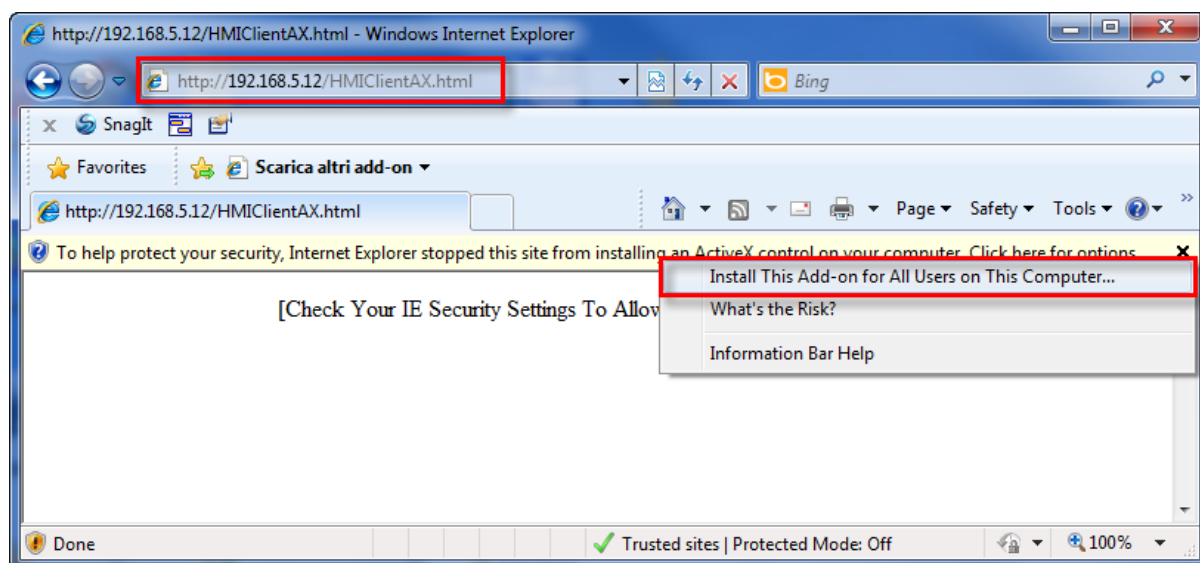 http://192.168.5.12/HMIClientAX.html - Windows Internet Explorer
http://192.168.5.12/HMIClientAX.html
Bing
x SnagIt
Favorites Scarica altri add-on
http://192.168.5.12/HMIClientAX.html Page Safety Tools
To help protect your security, Internet Explorer stopped this site from installing an ActiveX control on your computer. Click here for options...
Install This Add-on for All Users on This Computer...
[Check Your IE Security Settings To Allow
What's the Risk?
Information Bar Help
Done Trusted sites | Protected Mode: Off 100%